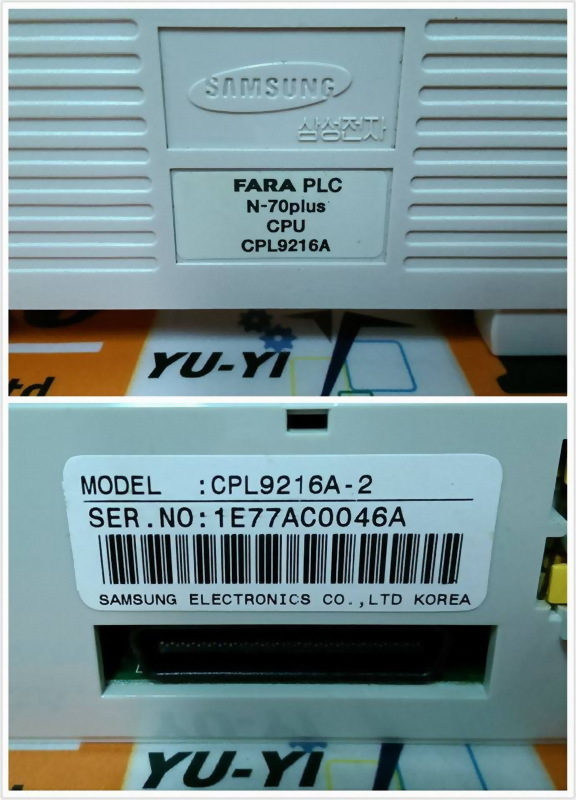 SAMSUNG
삼성전자
FARA PLC
N-70plus
CPU
CPL9216A
YU-YI
td
MODEL :CPL9216A-2
SER.NO:1E77AC0046A
SAMSUNG ELECTRONICS CO.,LTD KOREA
YU-YI